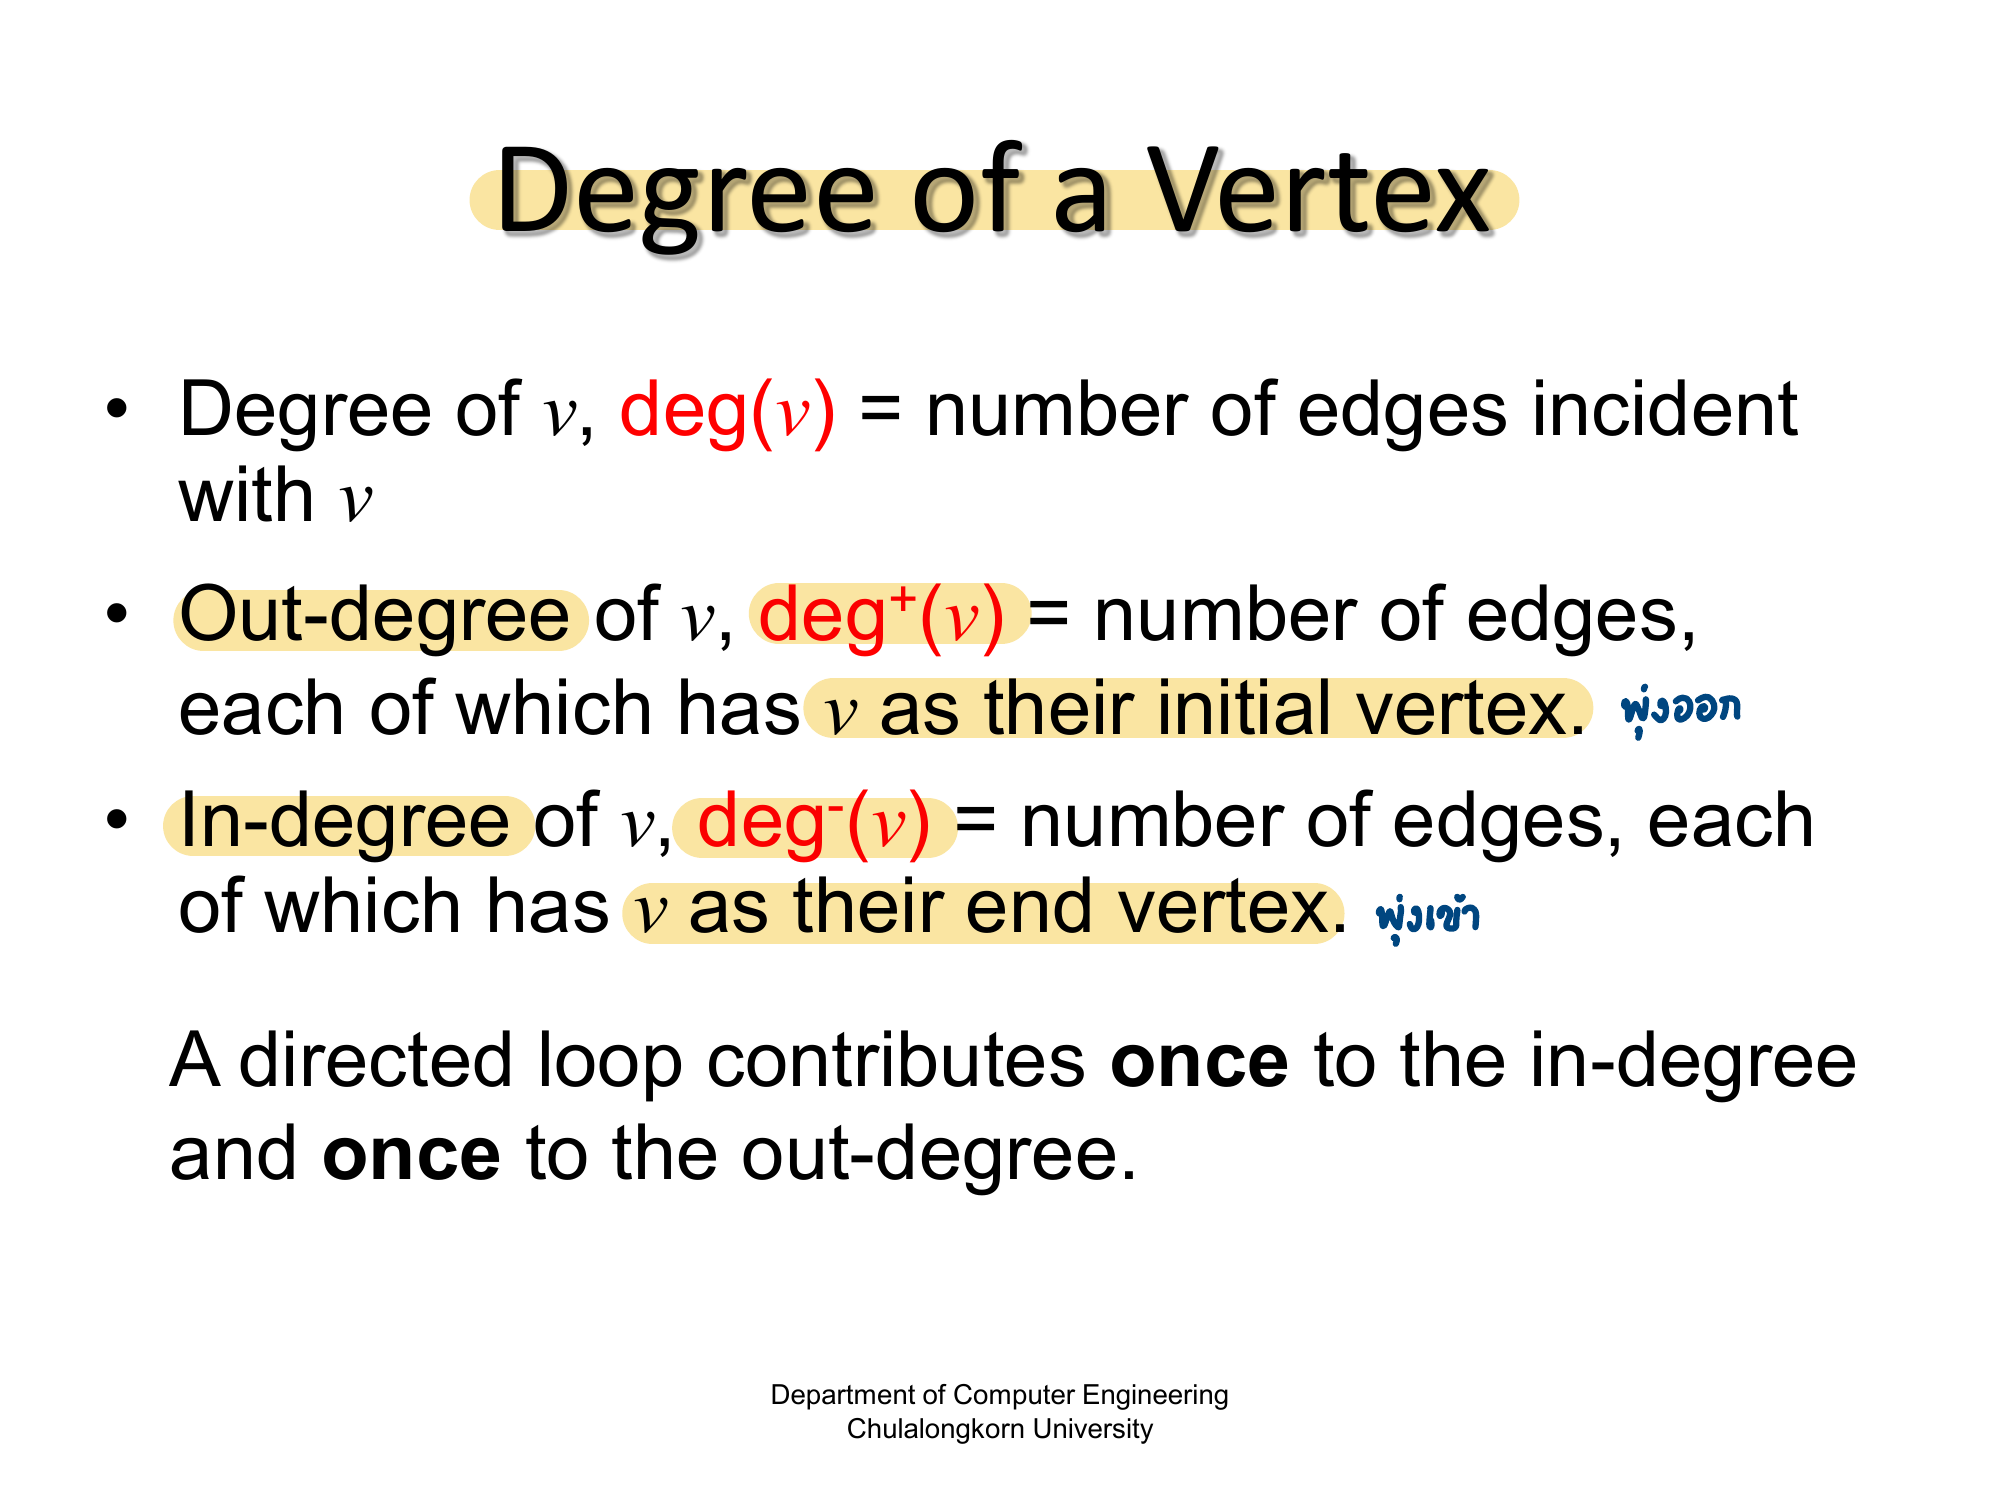 Degree of a Vertex
• Degree of v, deg(v) = number of edges incident
with v
• Out-degree of v, deg⁺(v) = number of edges,
each of which has v as their initial vertex. พุ่งออก
• In-degree of v, deg⁻(v) = number of edges, each
of which has v as their end vertex. พุ่งเข้า
A directed loop contributes once to the in-degree
and once to the out-degree.
Department of Computer Engineering
Chulalongkorn University